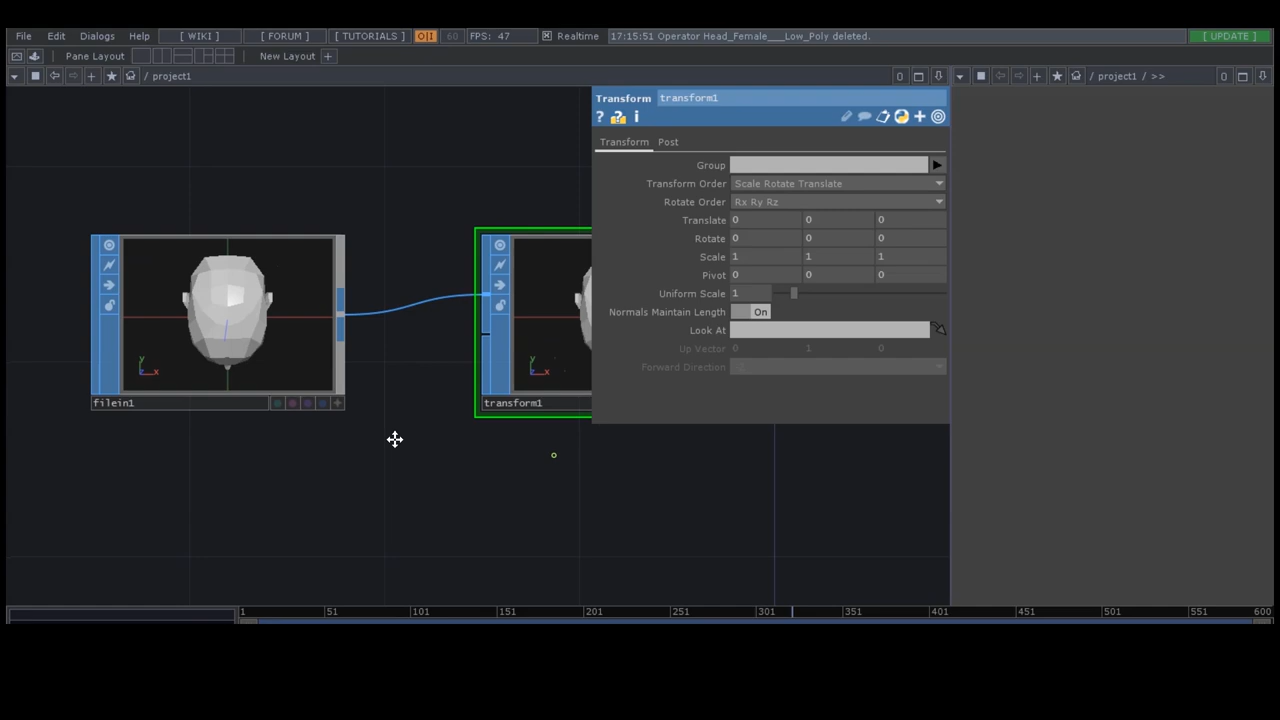 File Edit Dialogs Help [ WIKI ] [ FORUM ] [ TUTORIALS ] O|I 60 FPS: 47 Realtime 17:15:51 Operator Head_Female___Low_Poly deleted. [ UPDATE ]
Pane Layout New Layout +
/ project1 0 / project1 / >> 0
Transform transform1
? ? i
Transform Post
Group
Transform Order Scale Rotate Translate
Rotate Order Rx Ry Rz
Translate 0 0 0
Rotate 0 0 0
Scale 1 1 1
Pivot 0 0 0
Uniform Scale 1
Normals Maintain Length On
Look At
Up Vector 0 1 0
Forward Direction
y x
y x
filein1
transform1
1 51 101 151 201 251 301 351 401 451 501 551 600